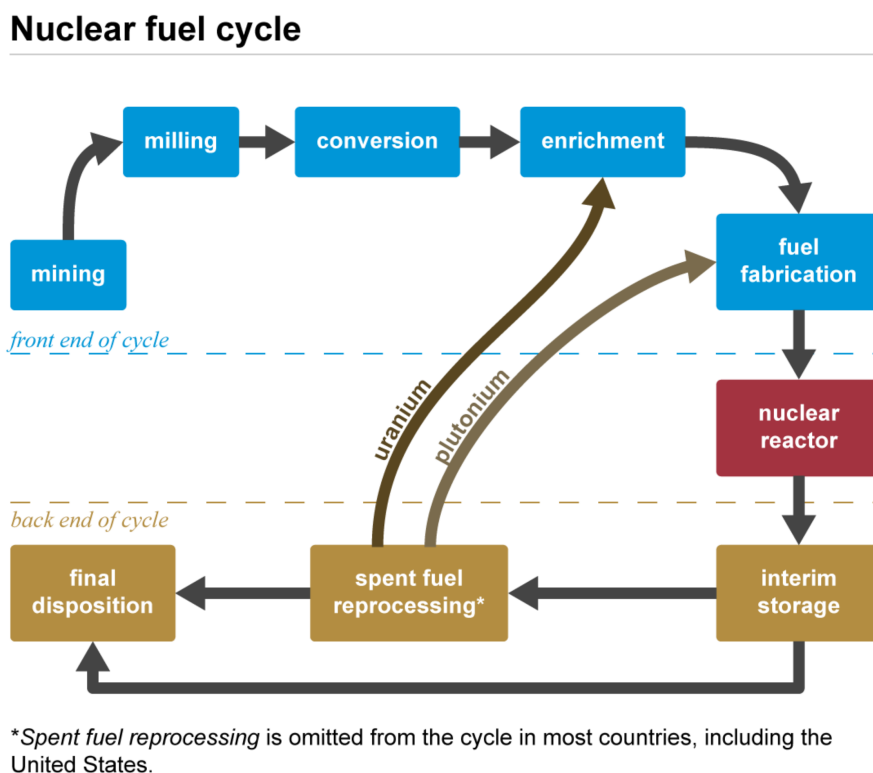 Nuclear fuel cycle
milling
conversion
enrichment
mining
fuel
fabrication
front end of cycle
uranium
plutonium
nuclear
reactor
back end of cycle
final
disposition
spent fuel
reprocessing*
interim
storage
*Spent fuel reprocessing is omitted from the cycle in most countries, including the
United States.